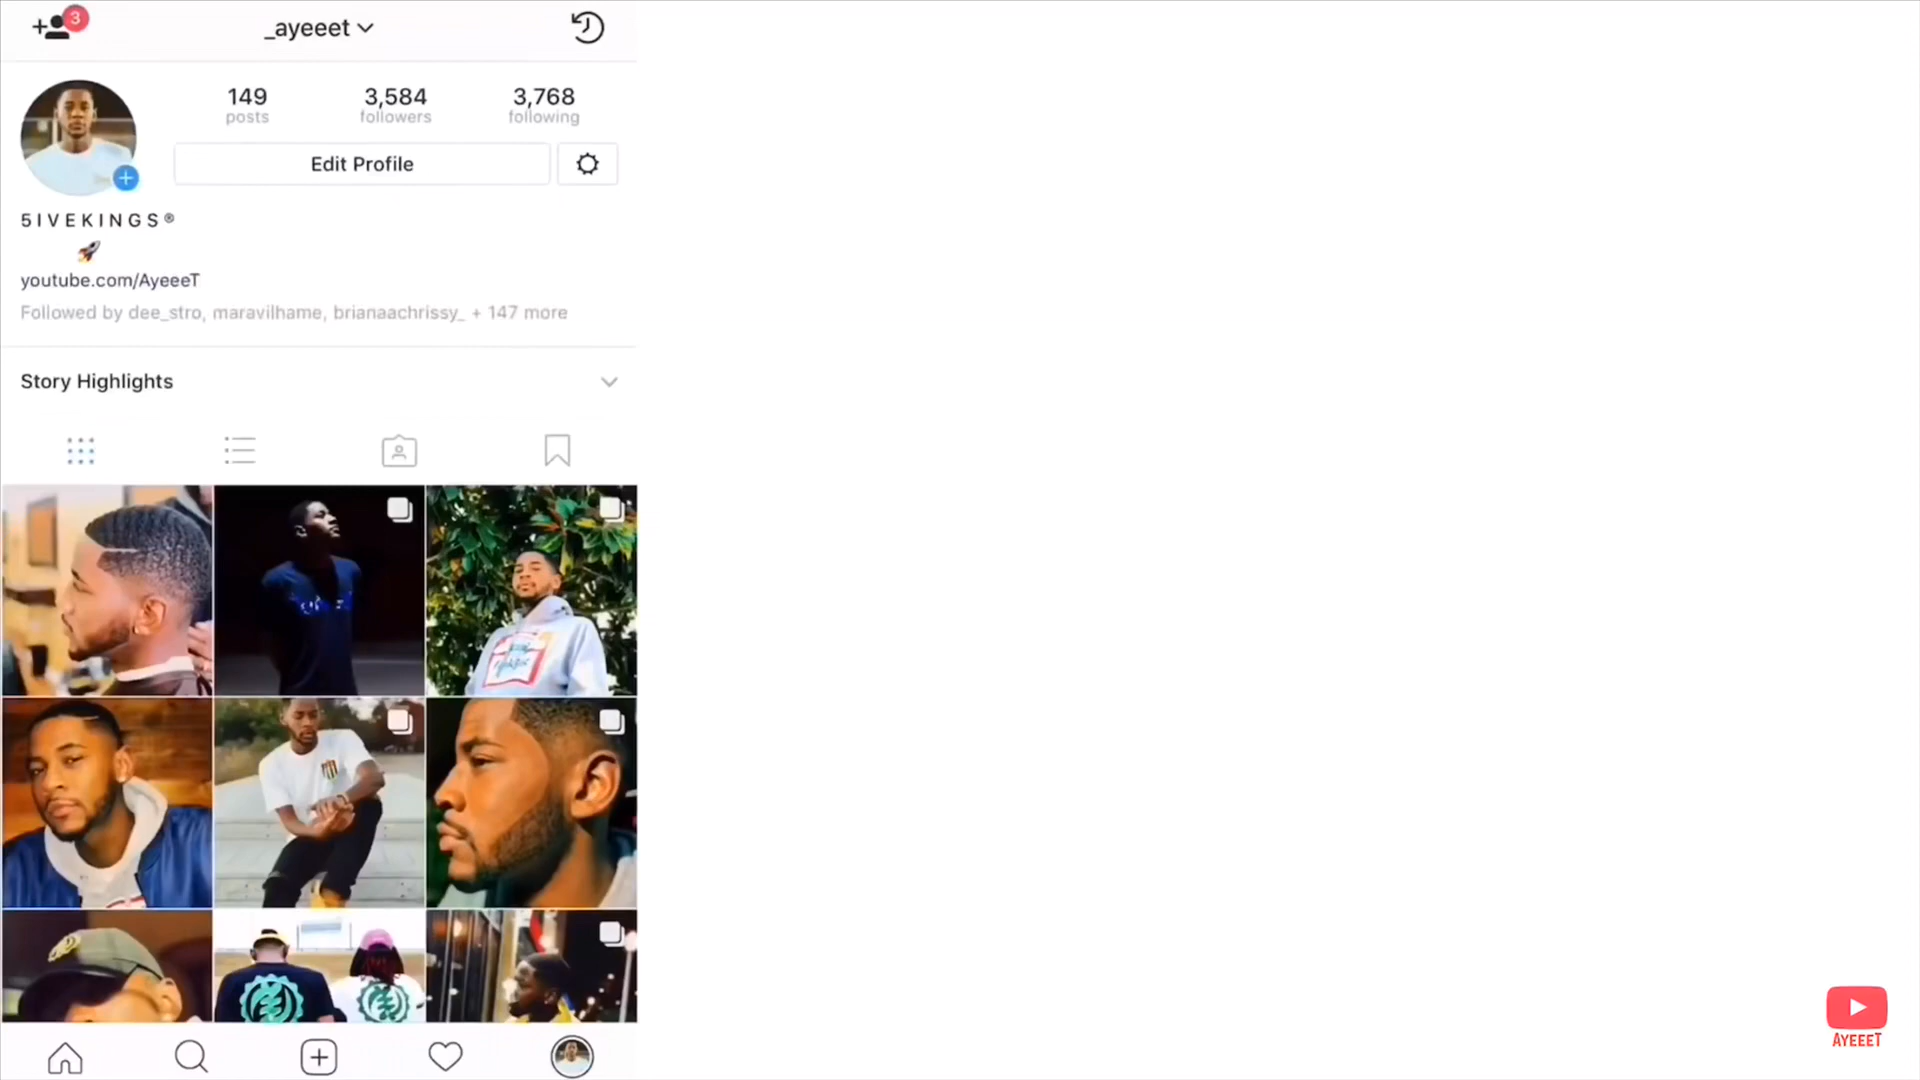 3
_ayeeet
149
3,584
3,768
posts
followers
following
Edit Profile
5IVEKINGS®
youtube.com/AyeeeT
Followed by dee_stro, maravilhame, brianaachrissy_ + 147 more
Story Highlights
AYEEET